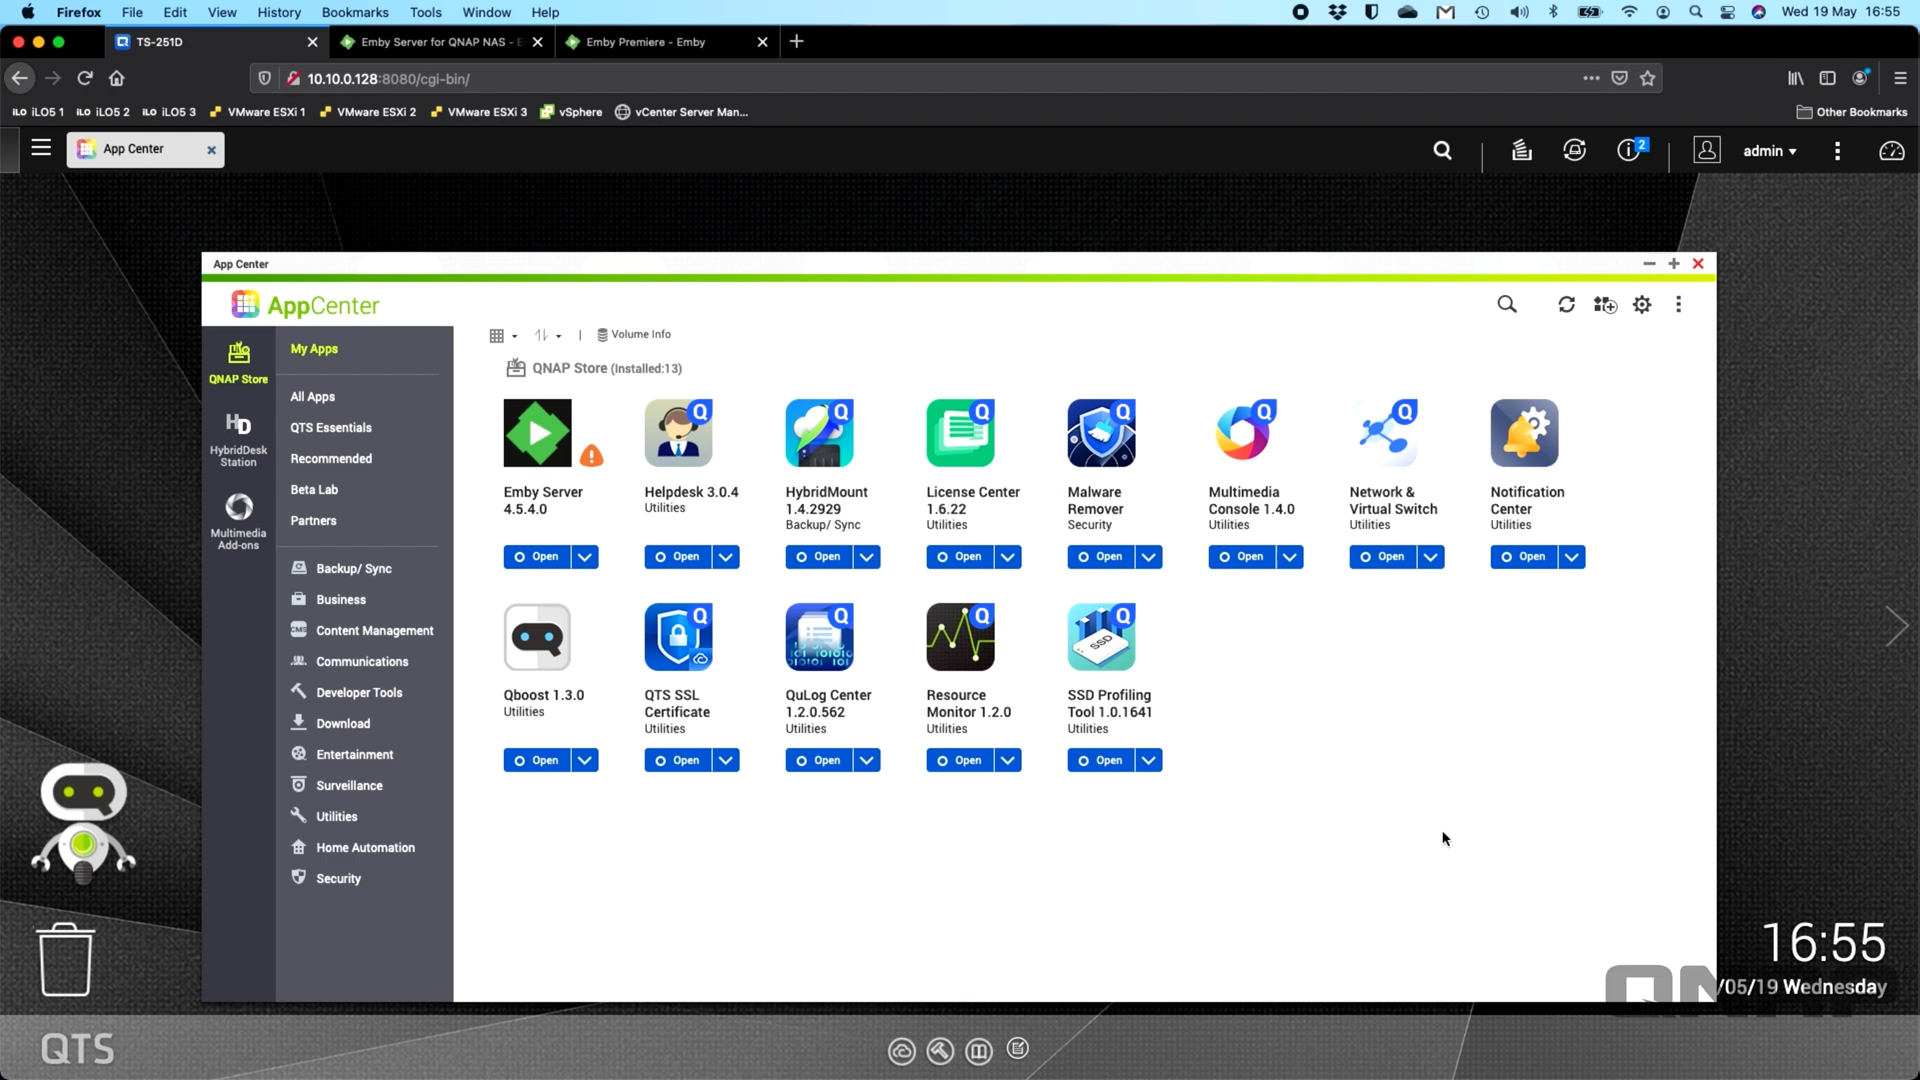 Firefox File Edit View History Bookmarks Tools Window Help
Wed 19 May 16:55
TS-251D
Emby Server for QNAP NAS - E
Emby Premiere - Emby
10.10.0.128:8080/cgi-bin/
iLO iLO5 1 iLO iLO5 2 iLO iLO5 3 VMware ESXi 1 VMware ESXi 2 VMware ESXi 3 vSphere vCenter Server Man...
Other Bookmarks
App Center
2
admin
App Center
AppCenter
QNAP Store
HD
HybridDesk
Station
Multimedia
Add-ons
My Apps
All Apps
QTS Essentials
Recommended
Beta Lab
Partners
Backup/ Sync
Business
CMS Content Management
Communications
Developer Tools
Download
Entertainment
Surveillance
Utilities
Home Automation
Security
Volume Info
QNAP Store (Installed:13)
Emby Server
4.5.4.0
Open
Helpdesk 3.0.4
Utilities
Open
HybridMount
1.4.2929
Backup/ Sync
Open
License Center
1.6.22
Utilities
Open
Malware
Remover
Security
Open
Multimedia
Console 1.4.0
Utilities
Open
Network &
Virtual Switch
Utilities
Open
Notification
Center
Utilities
Open
Qboost 1.3.0
Utilities
Open
QTS SSL
Certificate
Utilities
Open
QuLog Center
1.2.0.562
Utilities
Open
Resource
Monitor 1.2.0
Utilities
Open
SSD
SSD Profiling
Tool 1.0.1641
Utilities
Open
16:55
/05/19 Wednesday
QTS